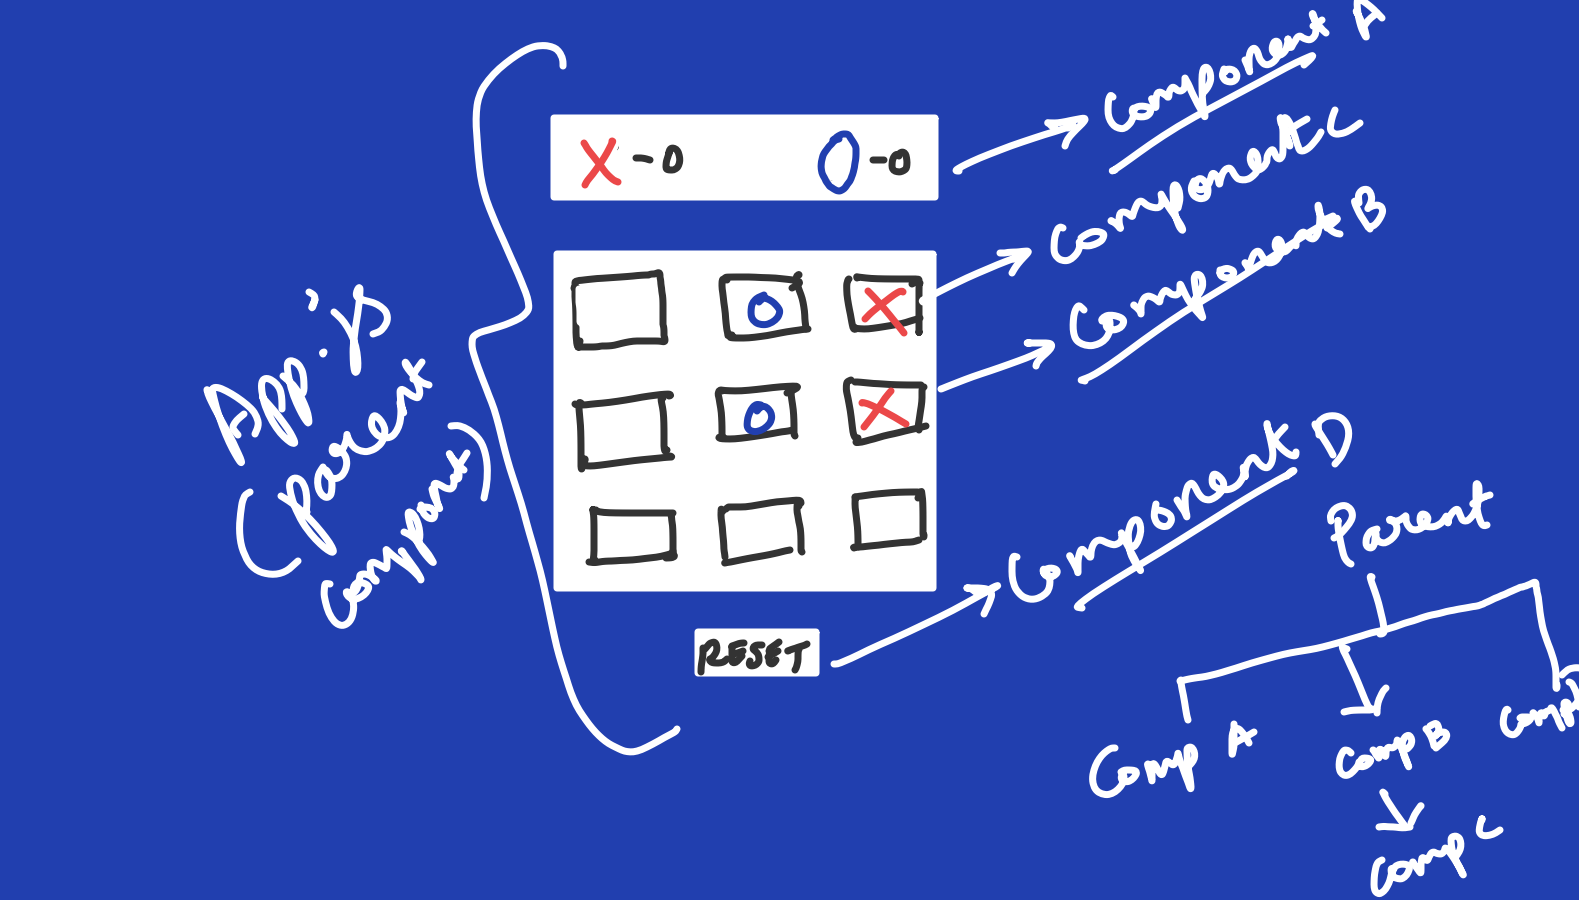 Component A
X - 0 O - 0
Component C
Component B
O X
O X
App.js
(parent
component)
Component D
Parent
RESET
Comp A
Comp B
Comp C